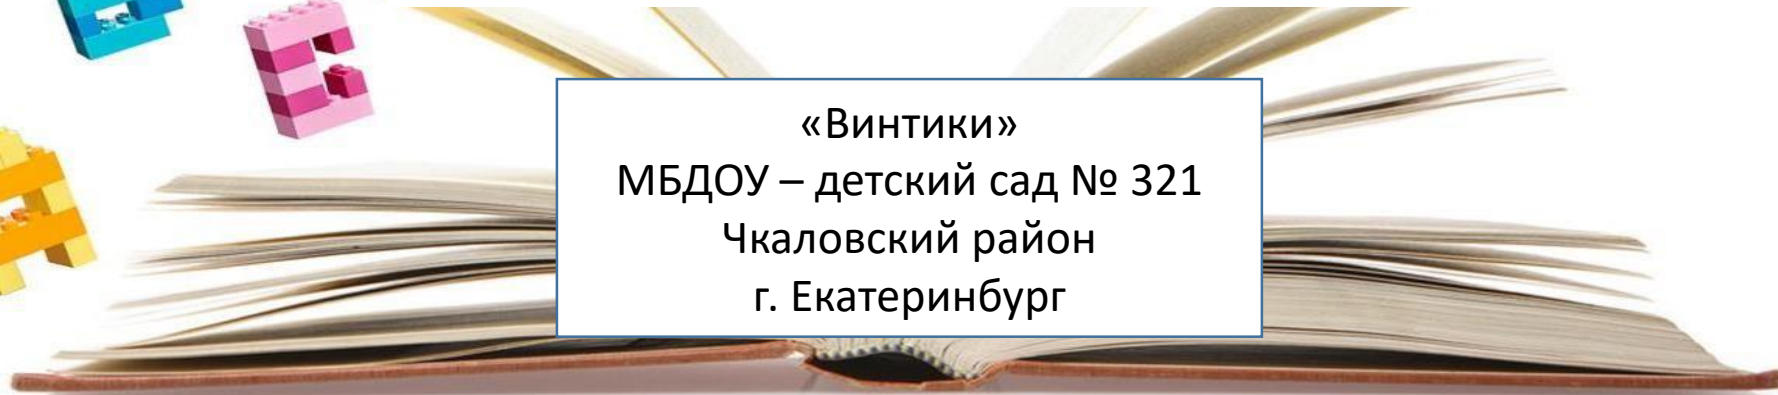 «Винтики»
МБДОУ – детский сад № 321
Чкаловский район
г. Екатеринбург